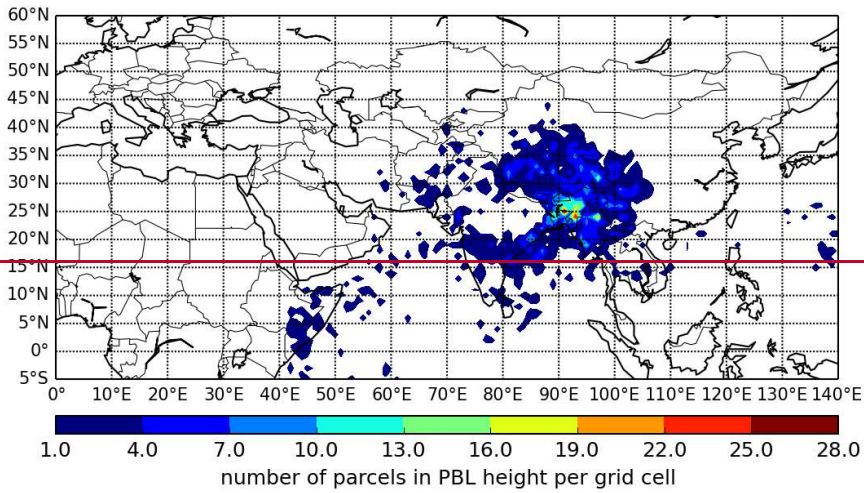 60°N
55°N
50°N
45°N
40°N
35°N
30°N
25°N
20°N
15°N
10°N
5°N
0°
5°S
0° 10°E 20°E 30°E 40°E 50°E 60°E 70°E 80°E 90°E 100°E 110°E 120°E 130°E 140°E
1.0 4.0 7.0 10.0 13.0 16.0 19.0 22.0 25.0 28.0
number of parcels in PBL height per grid cell